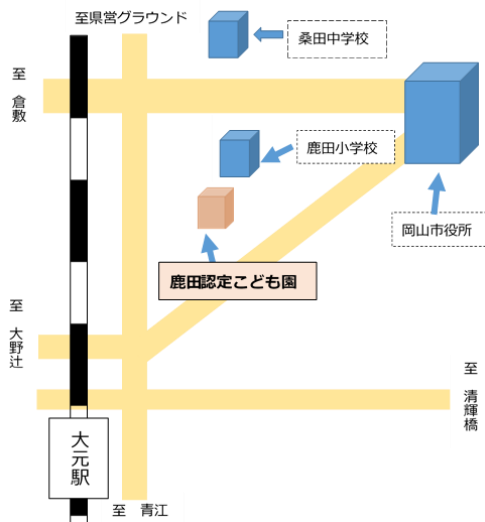 至県営グラウンド
桑田中学校
至 倉敷
鹿田小学校
岡山市役所
鹿田認定こども園
至 大野辻
至 清輝橋
大元駅
至 青江